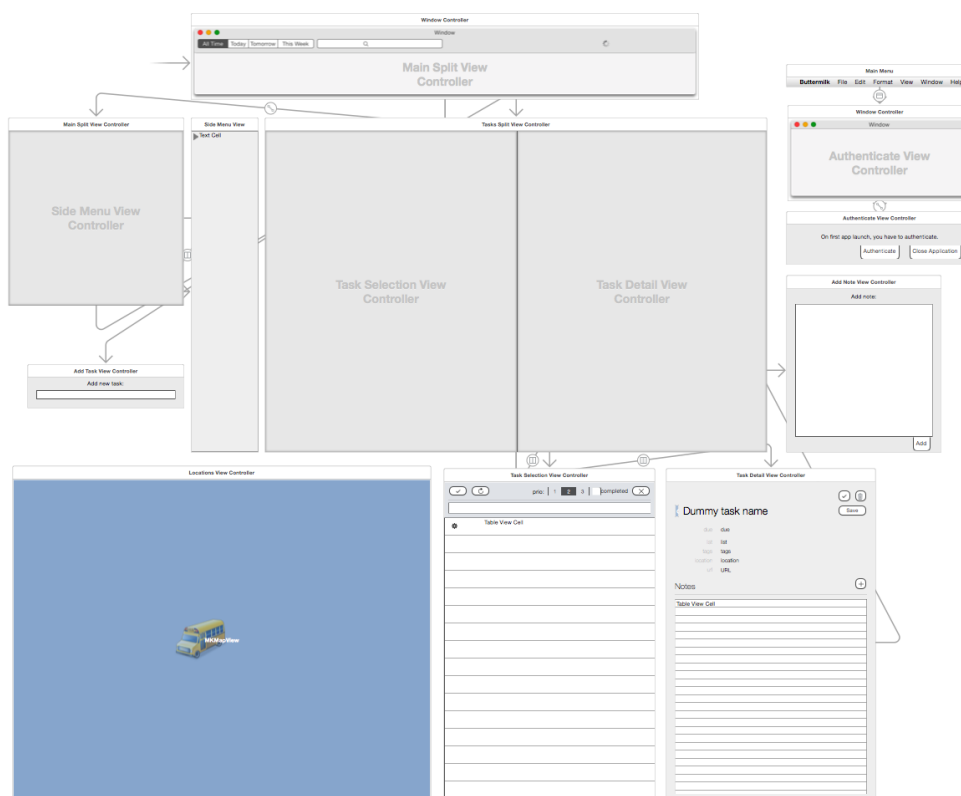 Window Controller
Window
All Time Today Tomorrow This Week
Main Split View
Controller
Main Menu
Buttermilk File Edit Format View Window Help
Window Controller
Window
Authenticate View
Controller
Main Split View Controller
Side Menu View
Tasks Split View Controller
Text Cell
Side Menu View
Controller
Task Selection View
Controller
Task Detail View
Controller
Authenticate View Controller
On first app launch, you have to authenticate.
Authenticate Close Application
Add Note View Controller
Add note:
Add
Add Task View Controller
Add new task:
Locations View Controller
MKMapView
Task Selection View Controller
prio: 1 2 3 completed
Table View Cell
Task Detail View Controller
Dummy task name
Save
due
list
tags tags
location location
url URL
Notes
Table View Cell